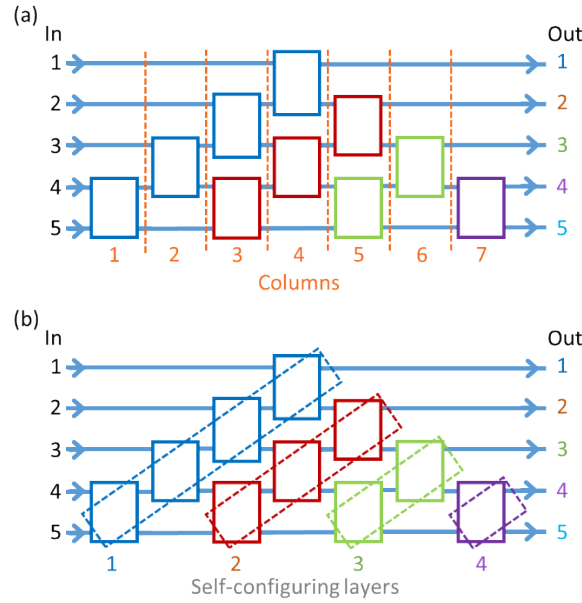 (a)
In Out
1 1
2 2
3 3
4 4
5 5
1 2 3 4 5 6 7
Columns
(b)
In Out
1 1
2 2
3 3
4 4
5 5
1 2 3 4
Self-configuring layers